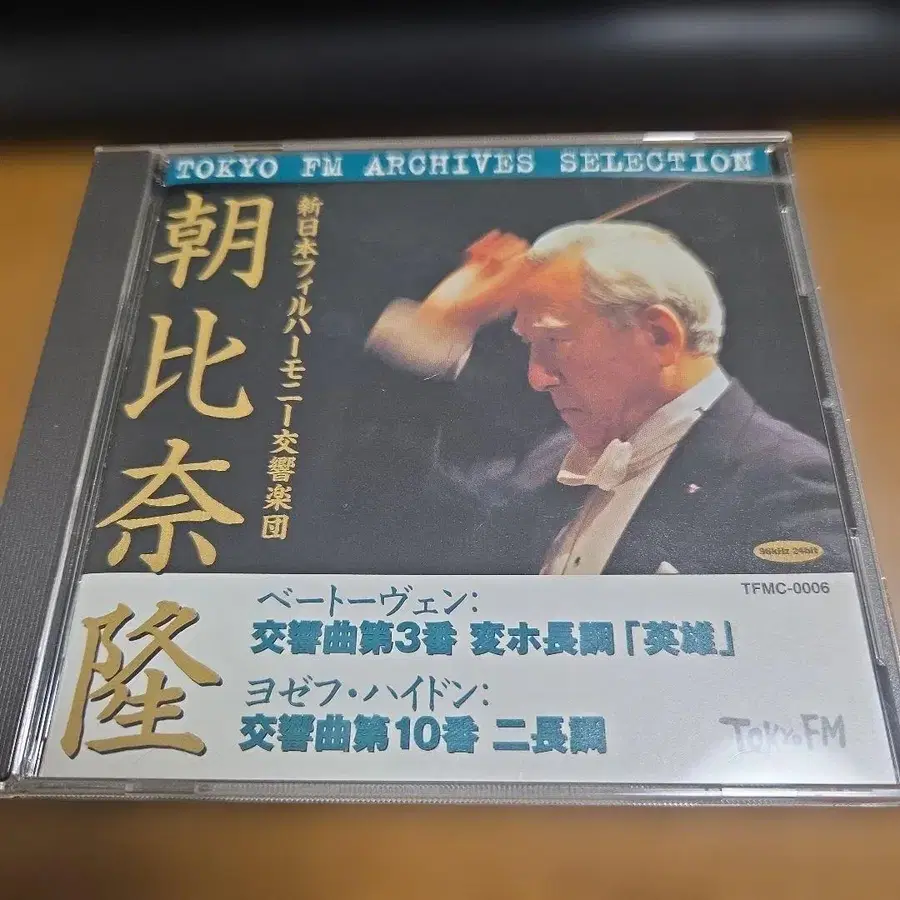 TOKYO FM ARCHIVES SELECTION
朝比奈隆
新日本フィルハーモニー交響楽団
96kHz 24bit
TFMC-0006
ベートーヴェン:
交響曲第3番 変ホ長調「英雄」
ヨゼフ・ハイドン:
交響曲第10番 ニ長調
TOKYO FM